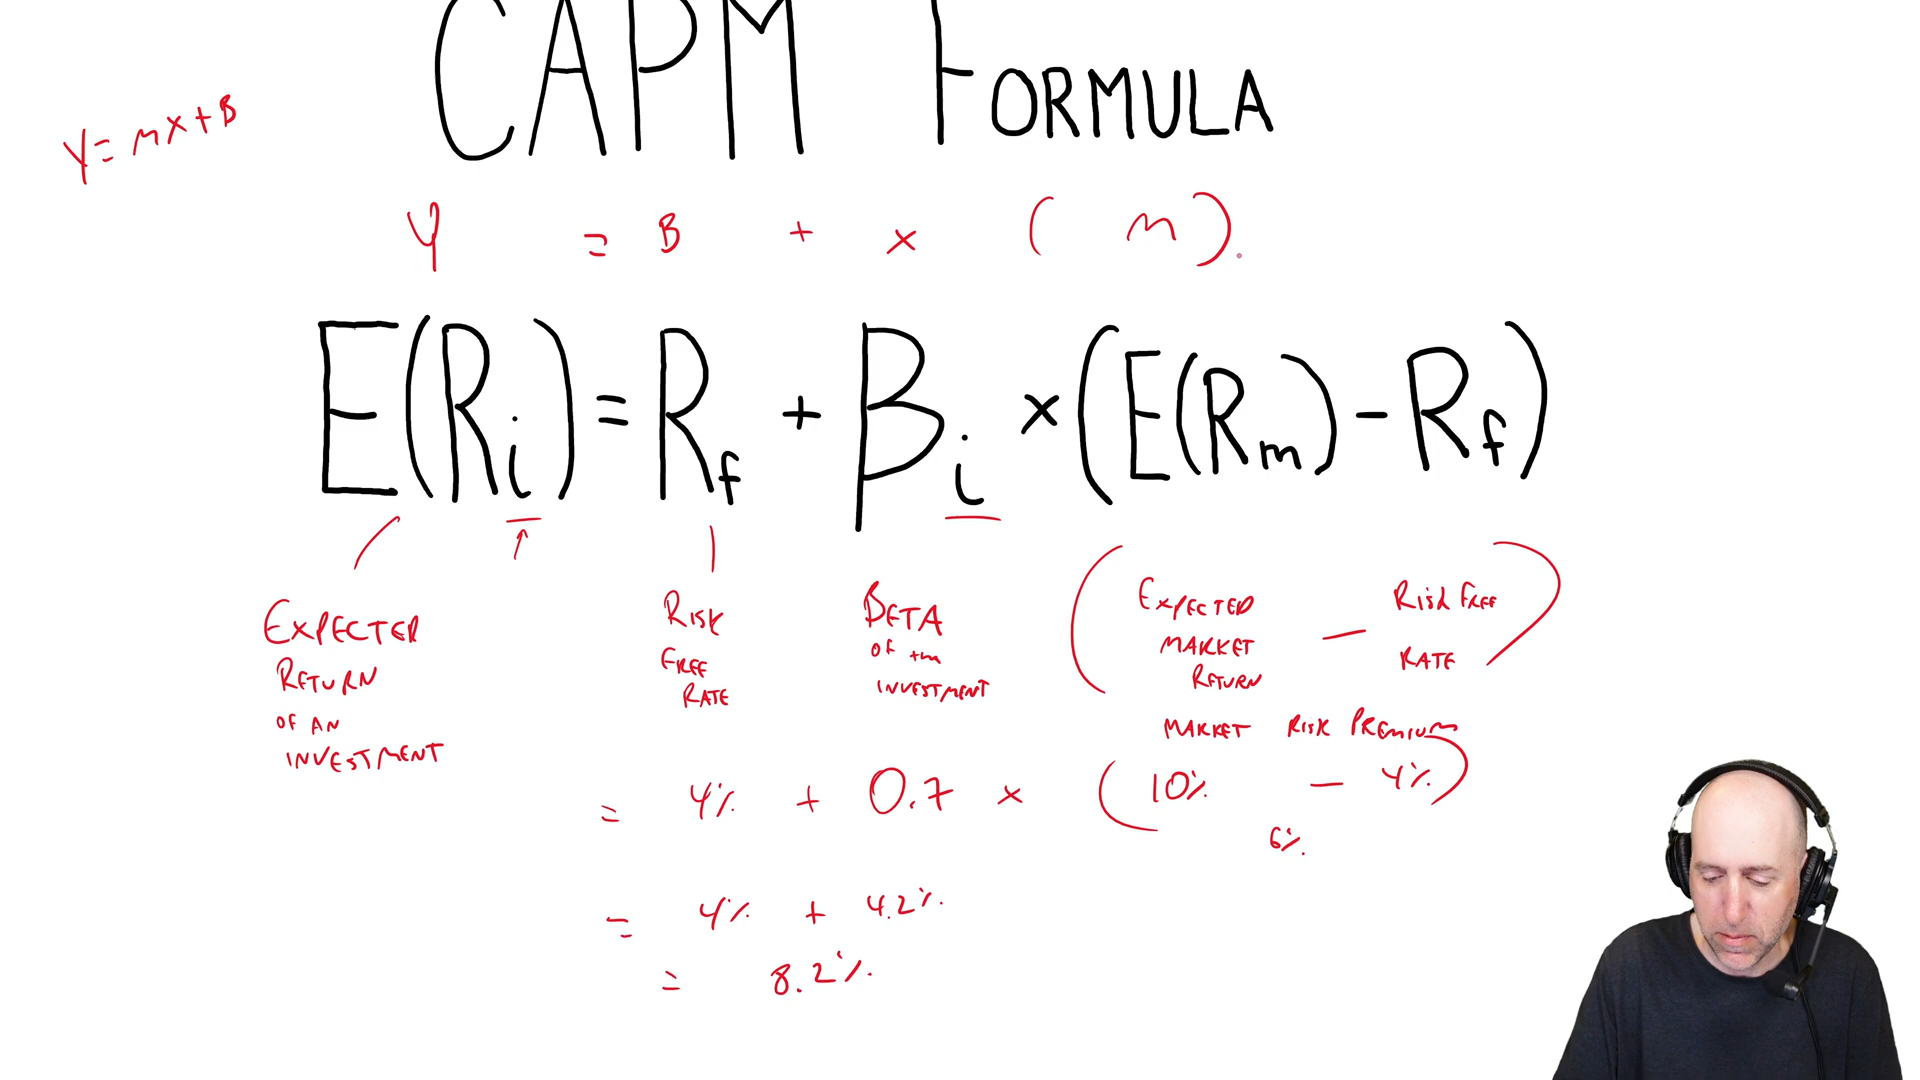 CAPM FORMULA
Y = mx + B
Y = B + x ( m ).
E(Ri) = Rf + βi × (E(Rm) − Rf)
EXPECTED
RETURN
OF AN
INVESTMENT
RISK
FREE
RATE
BETA
OF THE
INVESTMENT
( EXPECTED
MARKET
RETURN
— RISK FREE
RATE )
MARKET RISK PREMIUM
= 4% + 0.7 × ( 10% — 4% )
6%
= 4% + 4.2%
= 8.2%